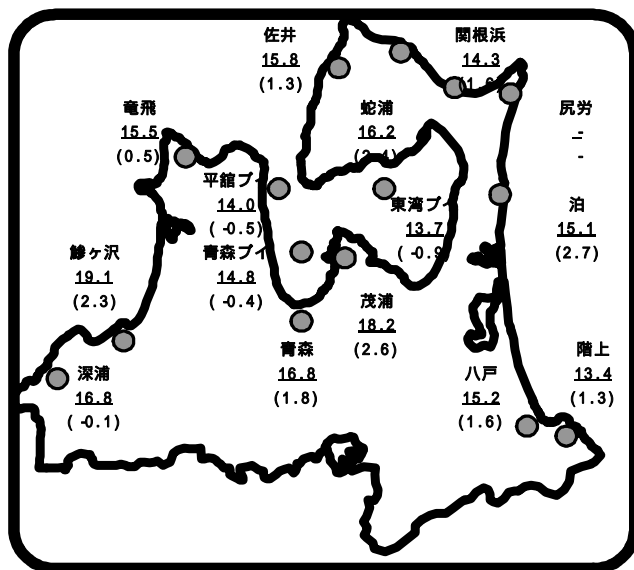 佐井
15.8
(1.3)
関根浜
14.3
(1.6)
竜飛
15.5
(0.5)
蛇浦
16.2
尻労
-
-
平舘ブイ
14.0
( -0.5)
東湾ブイ
13.7
( -0.9)
泊
15.1
(2.7)
鰺ヶ沢
19.1
(2.3)
青森ブイ
14.8
( -0.4)
茂浦
18.2
(2.6)
深浦
16.8
( -0.1)
青森
16.8
(1.8)
八戸
15.2
(1.6)
階上
13.4
(1.3)